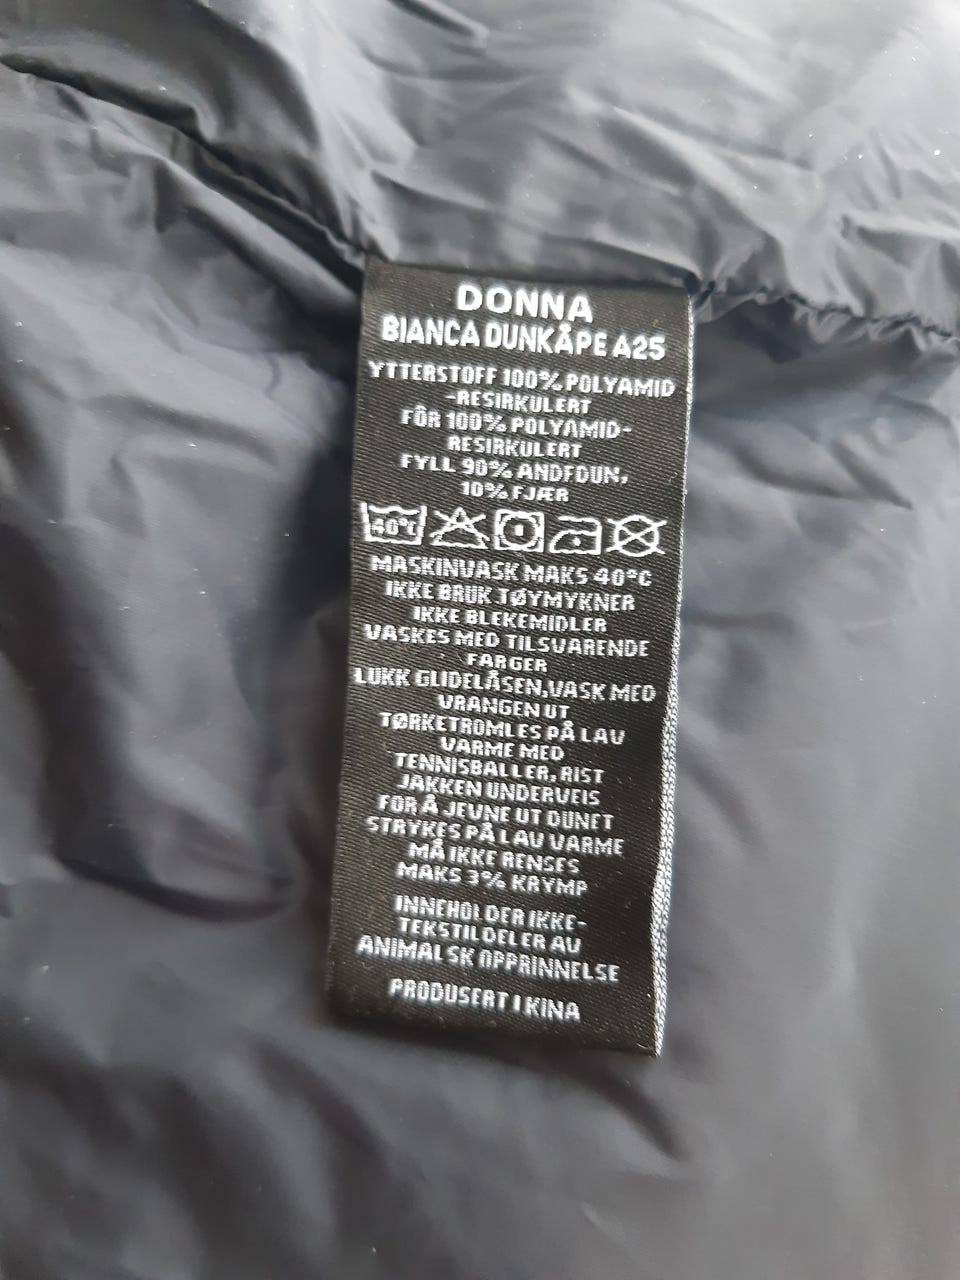 DONNA
BIANCA DUNKÅPE A25
YTTERSTOFF 100% POLYAMID
-RESIRKULERT
FÔR 100% POLYAMID-
RESIRKULERT
FYLL 90% ANDFDUN,
10% FJÆR
40°C
MASKINVASK MAKS 40°C
IKKE BRUK TØYMYKNER
IKKE BLEKEMIDLER
VASKES MED TILSVARENDE
FARGER
LUKK GLIDELÅSEN,VASK MED
VRANGEN UT
TØRKETROMLES PÅ LAV
VARME MED
TENNISBALLER, RIST
JAKKEN UNDERVEIS
FOR Å JEVNE UT DUNET
STRYKES PÅ LAV VARME
MÅ IKKE RENSES
MAKS 3% KRYMP
INNEHOLDER IKKE-
TEKSTILDELER AV
ANIMALSK OPPRINNELSE
PRODUSERT I KINA